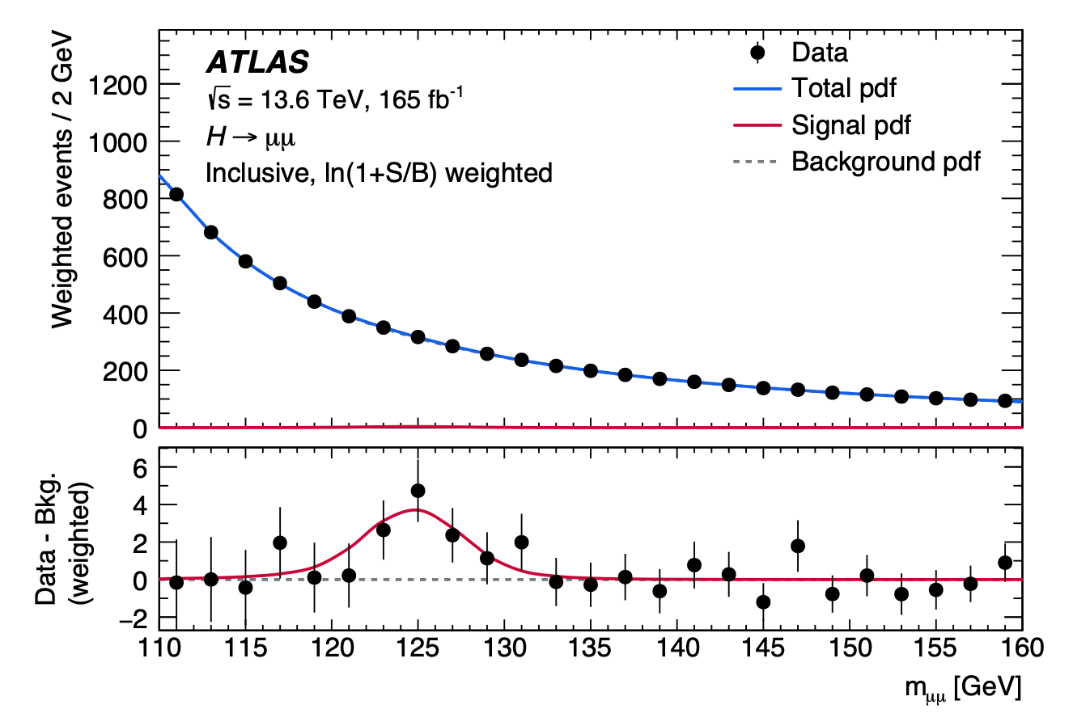 Weighted events / 2 GeV
1200
1000
800
600
400
200
0
ATLAS
√s = 13.6 TeV, 165 fb⁻¹
H → μμ
Inclusive, ln(1+S/B) weighted
Data
Total pdf
Signal pdf
Background pdf
Data - Bkg.
(weighted)
6
4
2
0
−2
110 115 120 125 130 135 140 145 150 155 160
m_μμ [GeV]